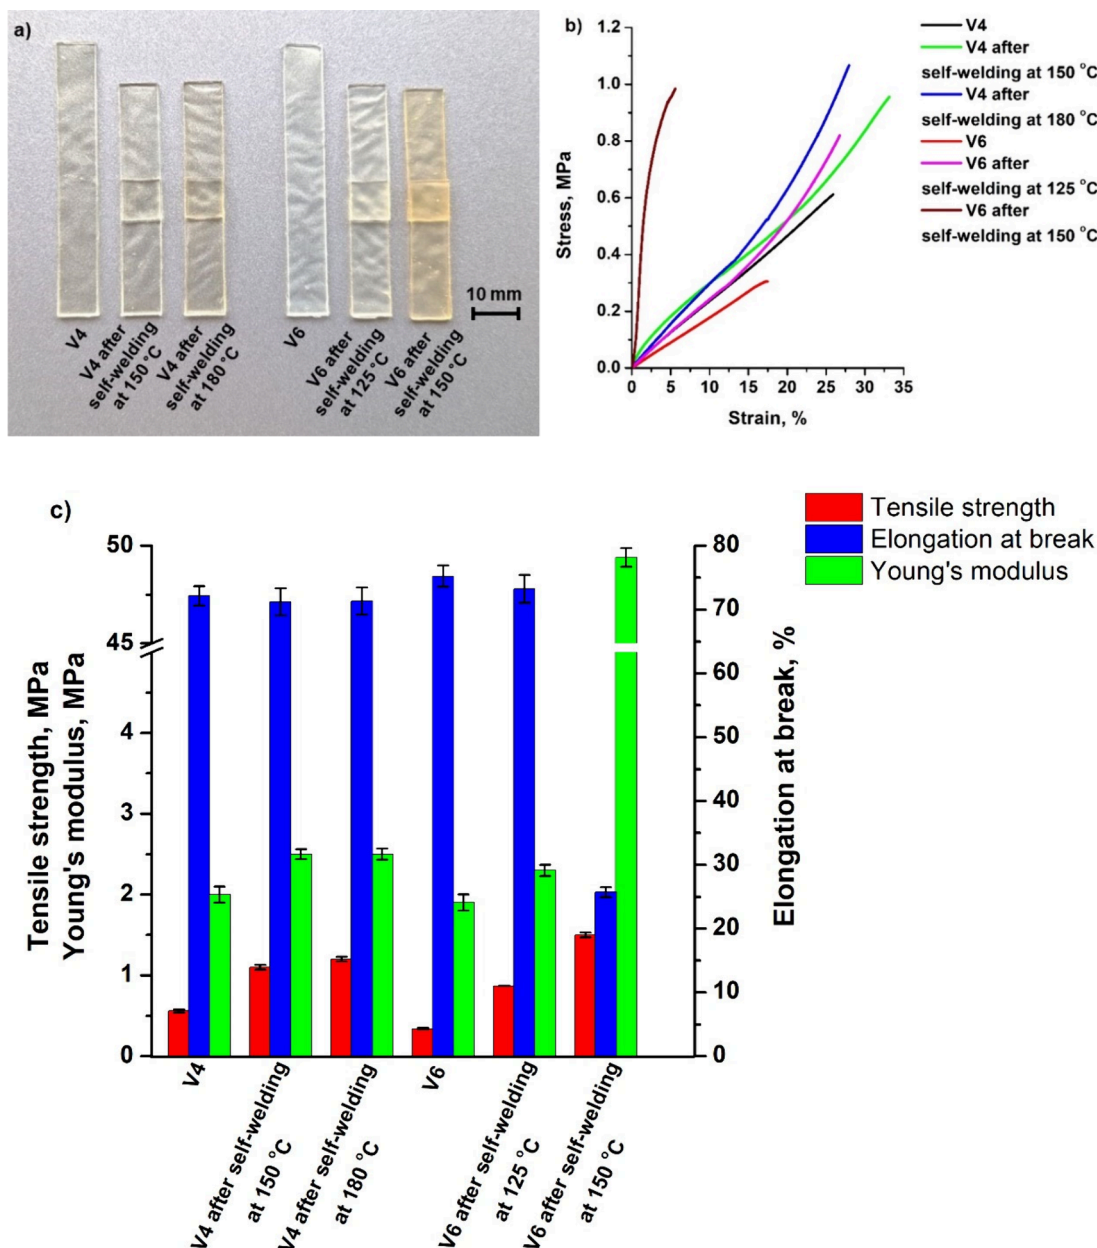 a)
V4
V4 after
self-welding
at 150 °C
V4 after
self-welding
at 180 °C
V6
V6 after
self-welding
at 125 °C
V6 after
self-welding
at 150 °C
10 mm
b)
1.2
1.0
0.8
0.6
0.4
0.2
0.0
Stress, MPa
0
5
10
15
20
25
30
35
Strain, %
V4
V4 after
self-welding at 150 °C
V4 after
self-welding at 180 °C
V6
V6 after
self-welding at 125 °C
V6 after
self-welding at 150 °C
c)
Tensile strength
Elongation at break
Young's modulus
Tensile strength, MPa
Young's modulus, MPa
50
45
4
3
2
1
0
80
70
60
50
40
30
20
10
0
Elongation at break, %
V4
V4 after self-welding
at 150 °C
V4 after self-welding
at 180 °C
V6
V6 after self-welding
at 125 °C
V6 after self-welding
at 150 °C